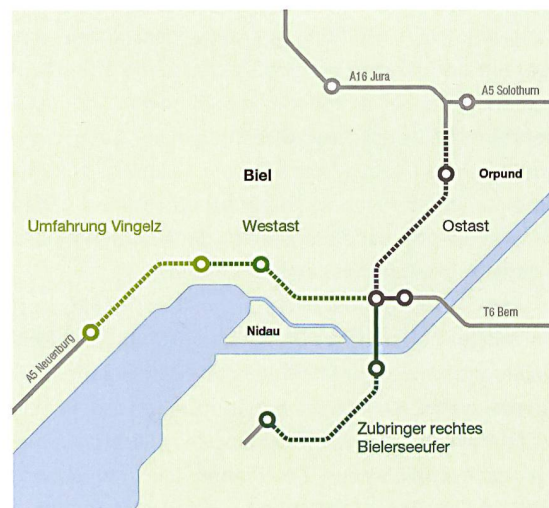 A16 Jura
A5 Solothurn
Biel
Orpund
Umfahrung Vingelz
Westast
Ostast
T6 Bern
Nidau
A5 Neuenburg
Zubringer rechtes
Bielerseeufer